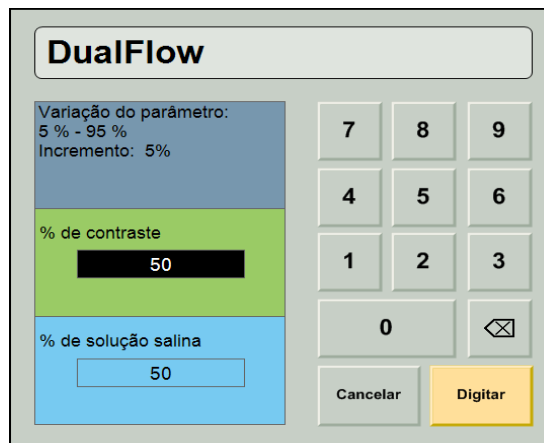 DualFlow
Variação do parâmetro:
5 % - 95 %
Incremento: 5%
% de contraste
50
% de solução salina
50
7 8 9
4 5 6
1 2 3
0
Cancelar Digitar